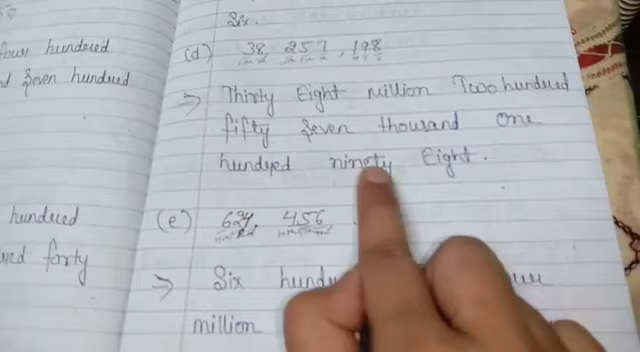 four hundred
d Seven hundred
hundred
forty
Six.
(d) 38, 257, 198
⇒ Thirty Eight million Two hundred
fifty Seven thousand One
hundred ninety Eight.
(e) 624, 456,
⇒ Six
million